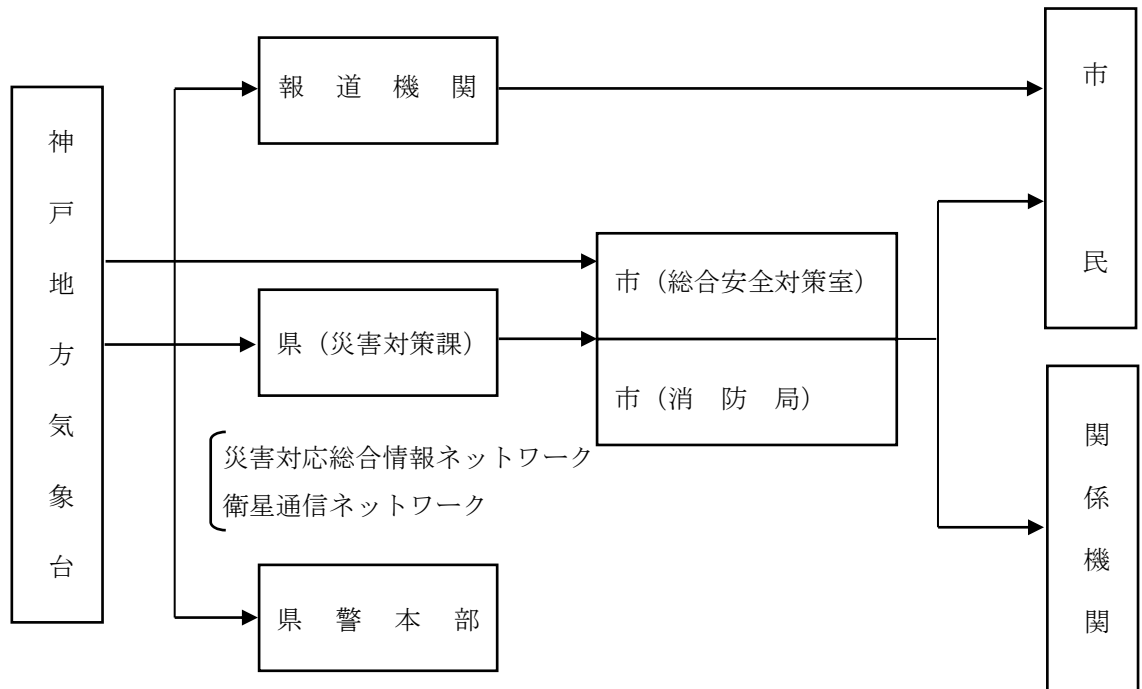 神戸地方気象台
報道機関
県（災害対策課）
災害対応総合情報ネットワーク
衛星通信ネットワーク
県警本部
市（総合安全対策室）
市（消防局）
市民
関係機関